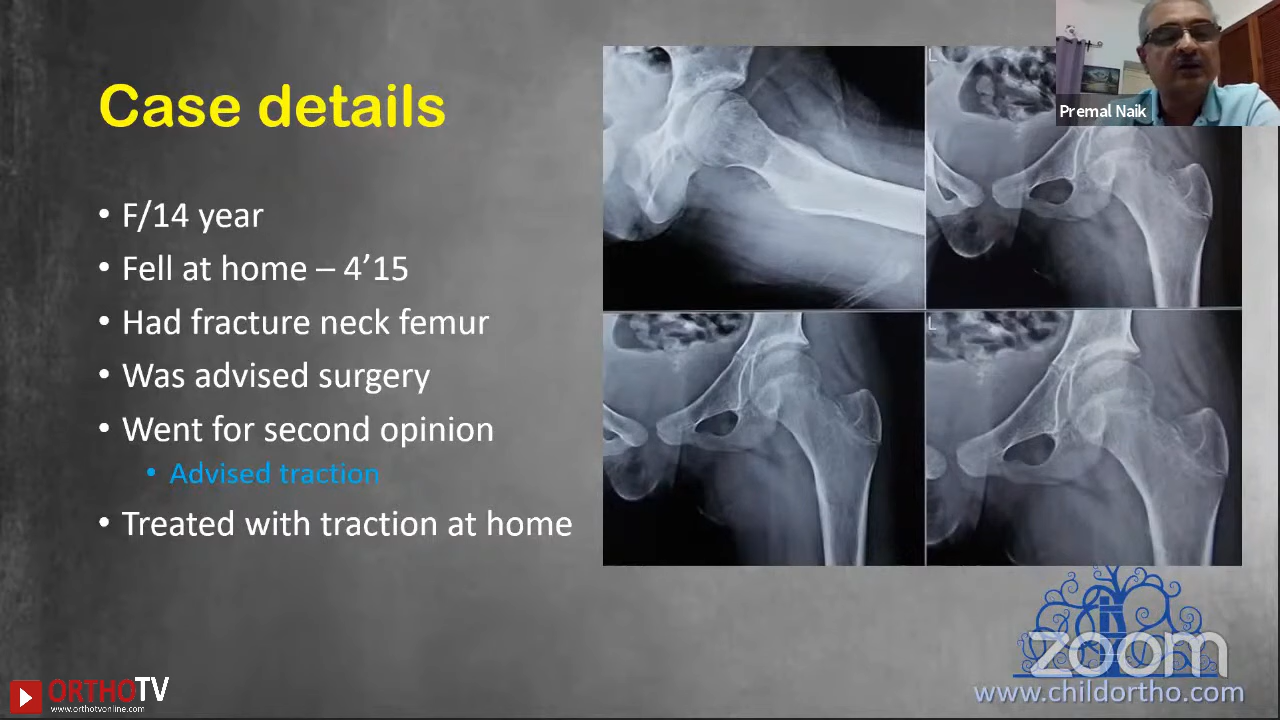 Case details
• F/14 year
• Fell at home – 4’15
• Had fracture neck femur
• Was advised surgery
• Went for second opinion
• Advised traction
• Treated with traction at home
Premal Naik
L
L
zoom
www.childortho.com
ORTHOTV
www.orthotvonline.com